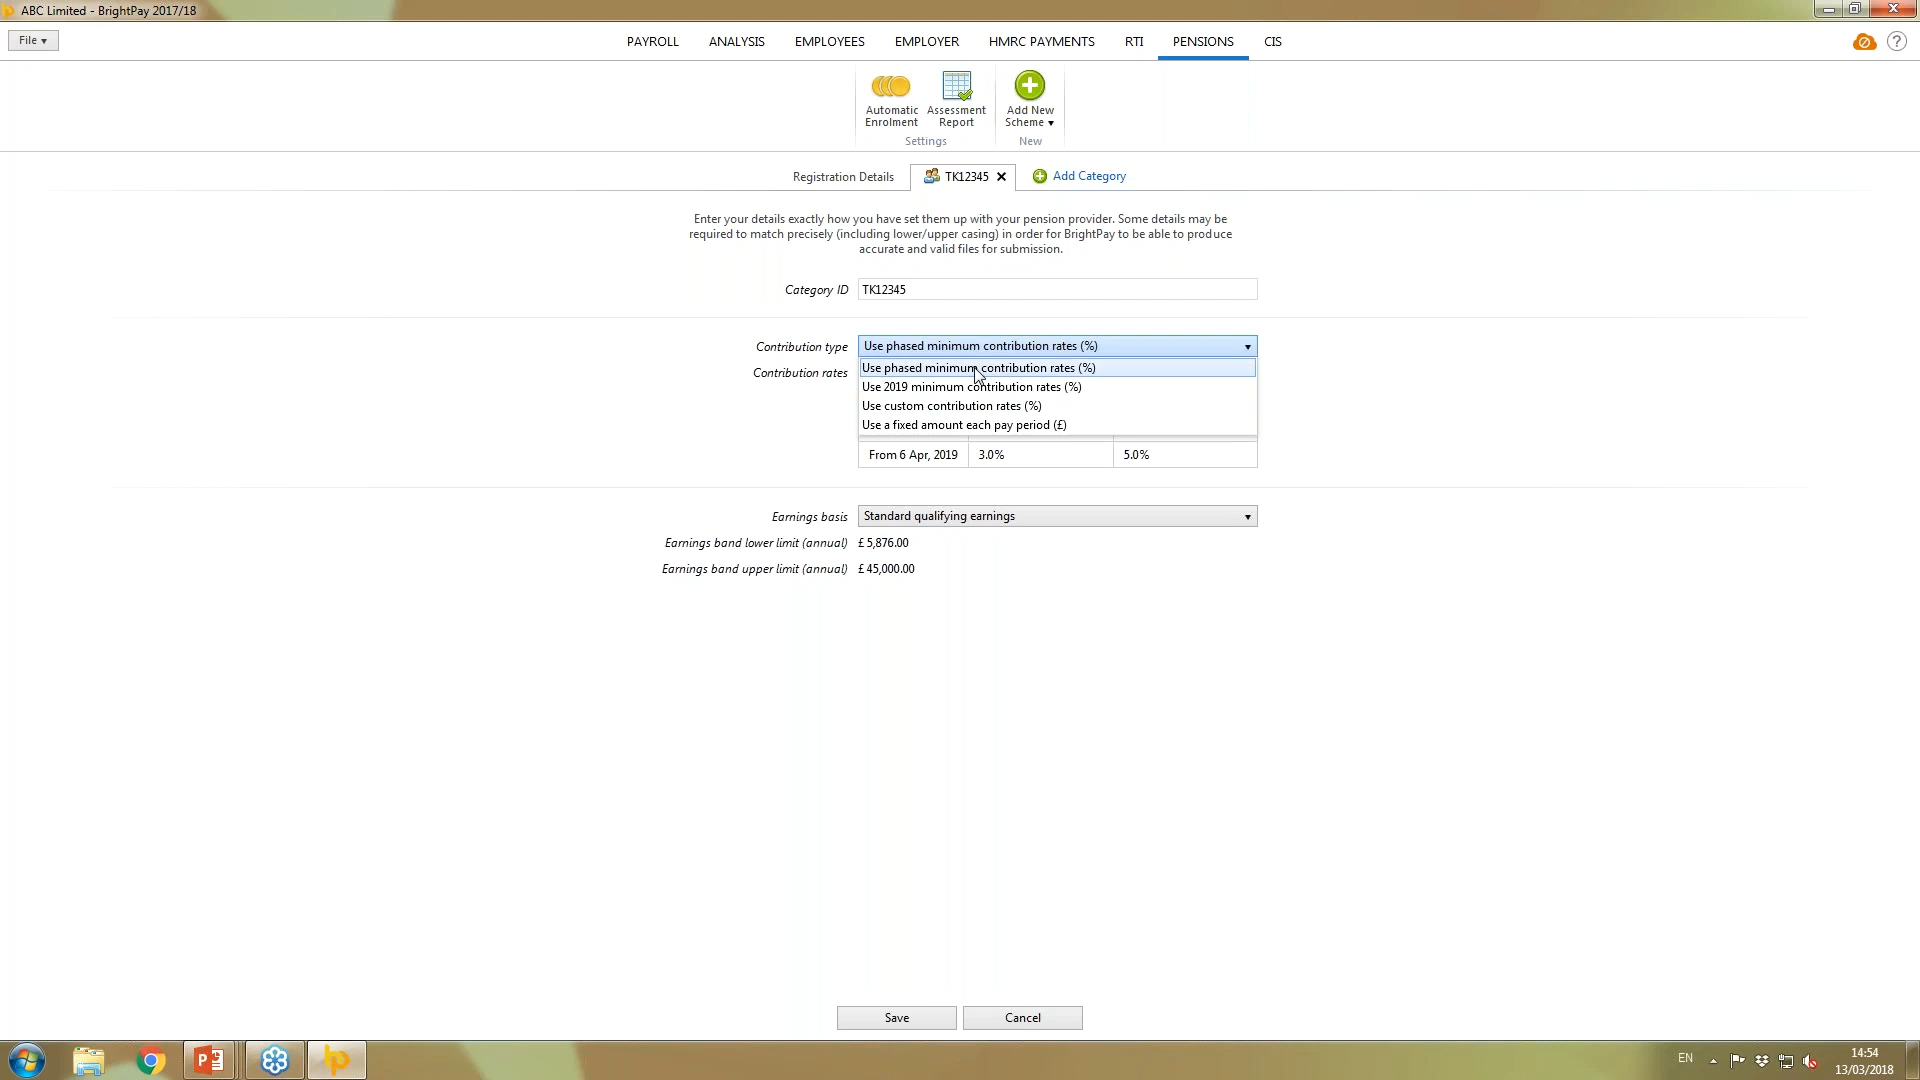 ABC Limited - BrightPay 2017/18
File
PAYROLL ANALYSIS EMPLOYEES EMPLOYER HMRC PAYMENTS RTI PENSIONS CIS
?
Automatic Enrolment
Assessment Report
Add New Scheme
Settings
New
Registration Details TK12345 Add Category
Enter your details exactly how you have set them up with your pension provider. Some details may be
required to match precisely (including lower/upper casing) in order for BrightPay to be able to produce
accurate and valid files for submission.
Category ID TK12345
Contribution type Use phased minimum contribution rates (%)
Use phased minimum contribution rates (%)
Contribution rates
Use 2019 minimum contribution rates (%)
Use custom contribution rates (%)
Use a fixed amount each pay period (£)
From 6 Apr, 2019 3.0% 5.0%
Earnings basis Standard qualifying earnings
Earnings band lower limit (annual) £ 5,876.00
Earnings band upper limit (annual) £ 45,000.00
Save Cancel
EN
14:54
13/03/2018